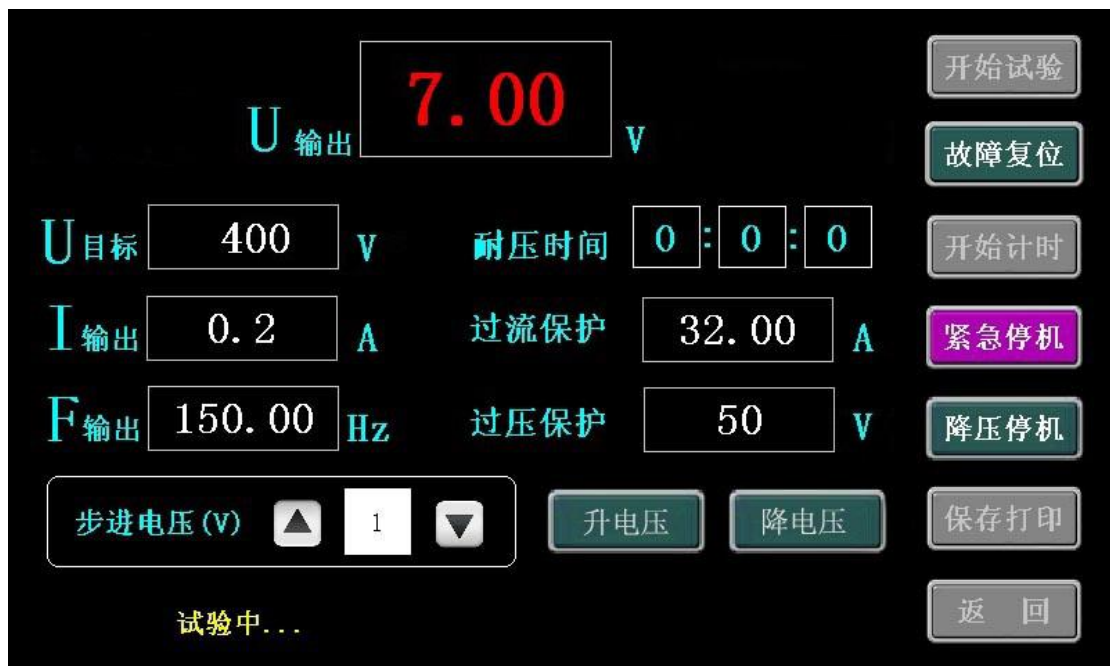 U输出 7.00 V
U目标 400 V
耐压时间 0 : 0 : 0
I输出 0.2 A
过流保护 32.00 A
F输出 150.00 Hz
过压保护 50 V
步进电压(V) 1
升电压
降电压
试验中...
开始试验
故障复位
开始计时
紧急停机
降压停机
保存打印
返 回